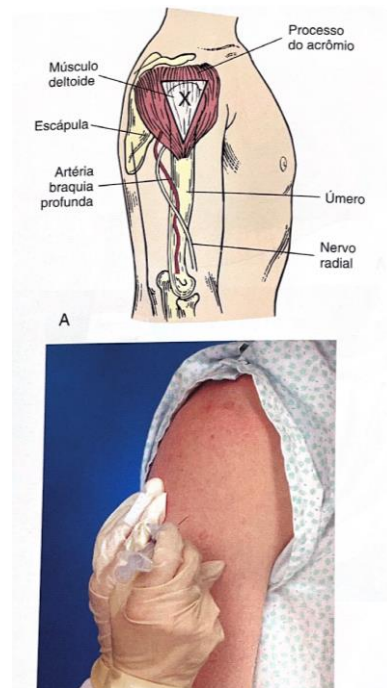 Processo
do acrômio
Músculo
deltoide
Escápula
Artéria
braquia
profunda
Úmero
Nervo
radial
A